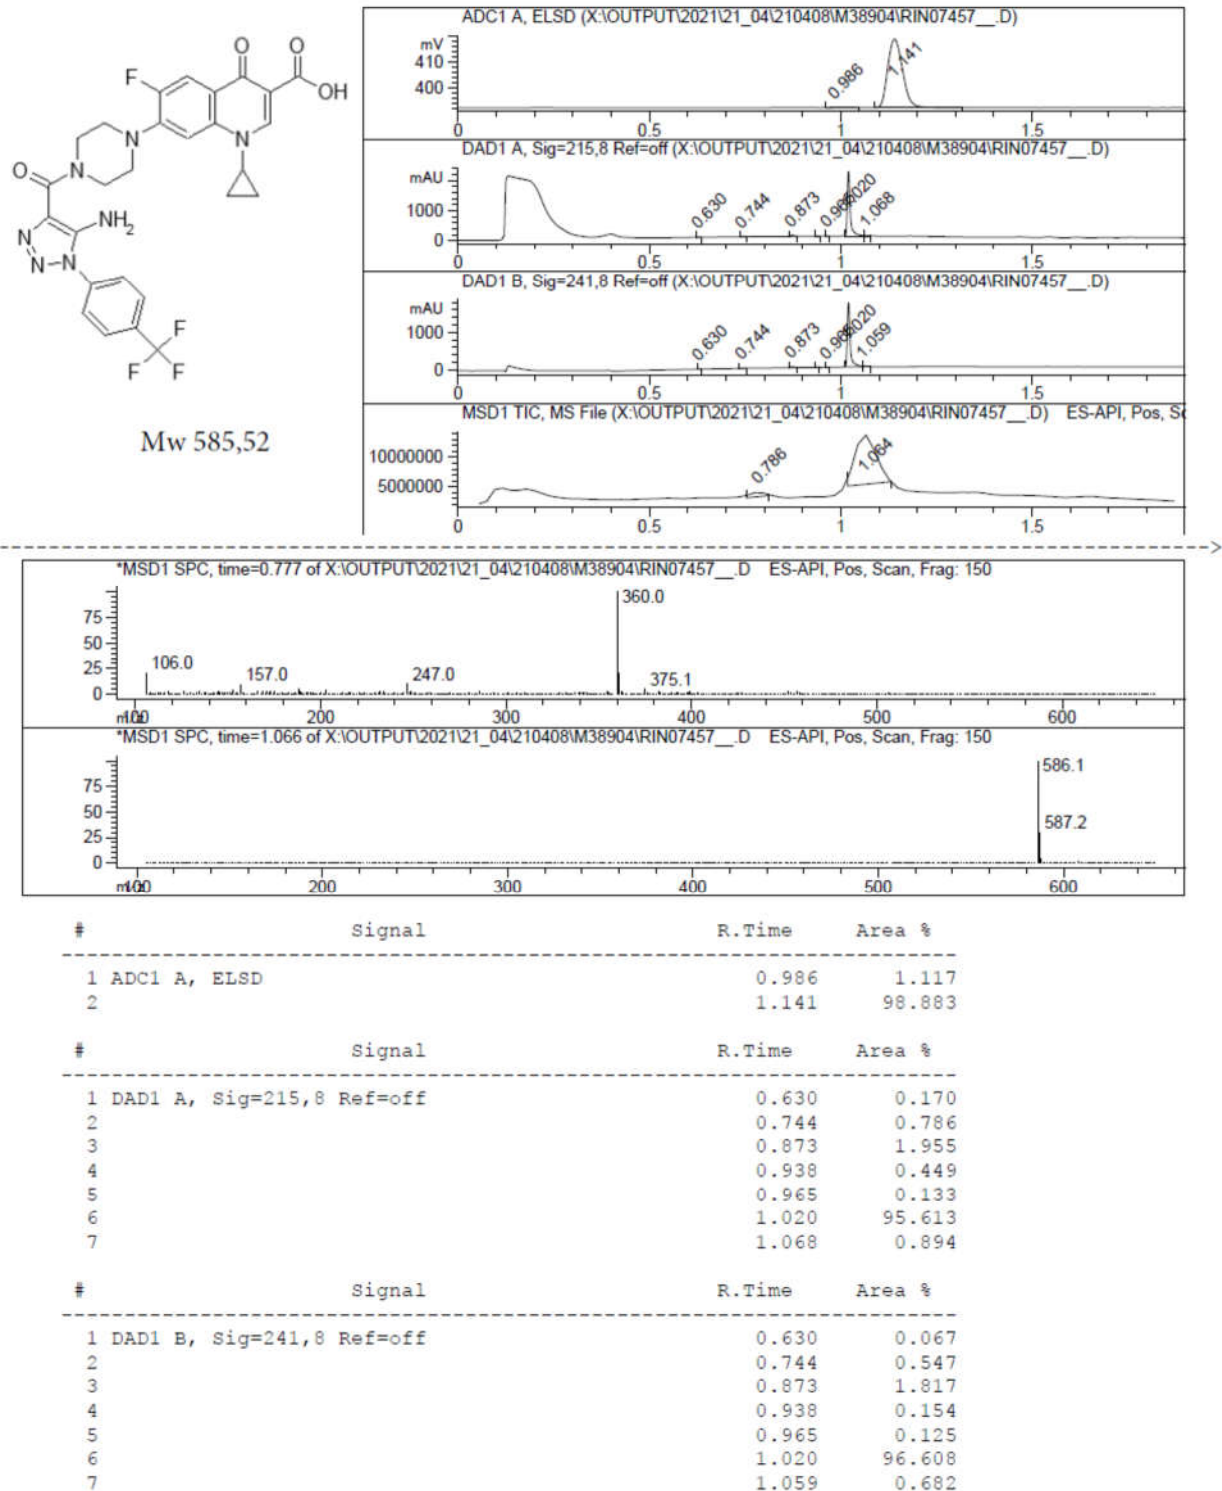 F
O
O
OH
N
N
O
N
NH2
N
N
N
F
F
F
Mw 585,52
ADC1 A, ELSD (X:\OUTPUT\2021\21_04\210408\M38904\RIN07457__.D)
mV
410
400
0.986
1.141
0 0.5 1 1.5
DAD1 A, Sig=215,8 Ref=off (X:\OUTPUT\2021\21_04\210408\M38904\RIN07457__.D)
mAU
1000
0
0.630 0.744 0.873 1.068
0 0.5 1 1.5
DAD1 B, Sig=241,8 Ref=off (X:\OUTPUT\2021\21_04\210408\M38904\RIN07457__.D)
mAU
1000
0
0.630 0.744 0.873 1.059
0 0.5 1 1.5
MSD1 TIC, MS File (X:\OUTPUT\2021\21_04\210408\M38904\RIN07457__.D) ES-API, Pos, Sc
10000000
5000000
0.786 1.064
0 0.5 1 1.5
*MSD1 SPC, time=0.777 of X:\OUTPUT\2021\21_04\210408\M38904\RIN07457__.D ES-API, Pos, Scan, Frag: 150
75
50
25
0
106.0 157.0 247.0 360.0 375.1
100 200 300 400 500 600
*MSD1 SPC, time=1.066 of X:\OUTPUT\2021\21_04\210408\M38904\RIN07457__.D ES-API, Pos, Scan, Frag: 150
75
50
25
0
586.1
587.2
100 200 300 400 500 600
# Signal R.Time Area %
1 ADC1 A, ELSD 0.986 1.117
2 1.141 98.883
# Signal R.Time Area %
1 DAD1 A, Sig=215,8 Ref=off 0.630 0.170
2 0.744 0.786
3 0.873 1.955
4 0.938 0.449
5 0.965 0.133
6 1.020 95.613
7 1.068 0.894
# Signal R.Time Area %
1 DAD1 B, Sig=241,8 Ref=off 0.630 0.067
2 0.744 0.547
3 0.873 1.817
4 0.938 0.154
5 0.965 0.125
6 1.020 96.608
7 1.059 0.682